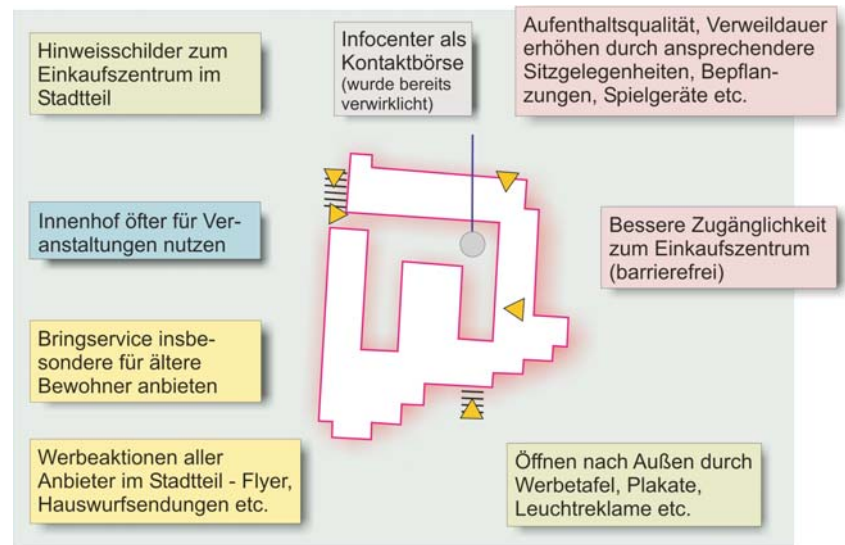 Hinweisschilder zum
Einkaufszentrum im
Stadtteil
Infocenter als
Kontaktbörse
(wurde bereits
verwirklicht)
Aufenthaltsqualität, Verweildauer
erhöhen durch ansprechendere
Sitzgelegenheiten, Bepflan-
zungen, Spielgeräte etc.
Innenhof öfter für Ver-
anstaltungen nutzen
Bessere Zugänglichkeit
zum Einkaufszentrum
(barrierefrei)
Bringservice insbe-
sondere für ältere
Bewohner anbieten
Werbeaktionen aller
Anbieter im Stadtteil - Flyer,
Hauswurfsendungen etc.
Öffnen nach Außen durch
Werbetafel, Plakate,
Leuchtreklame etc.